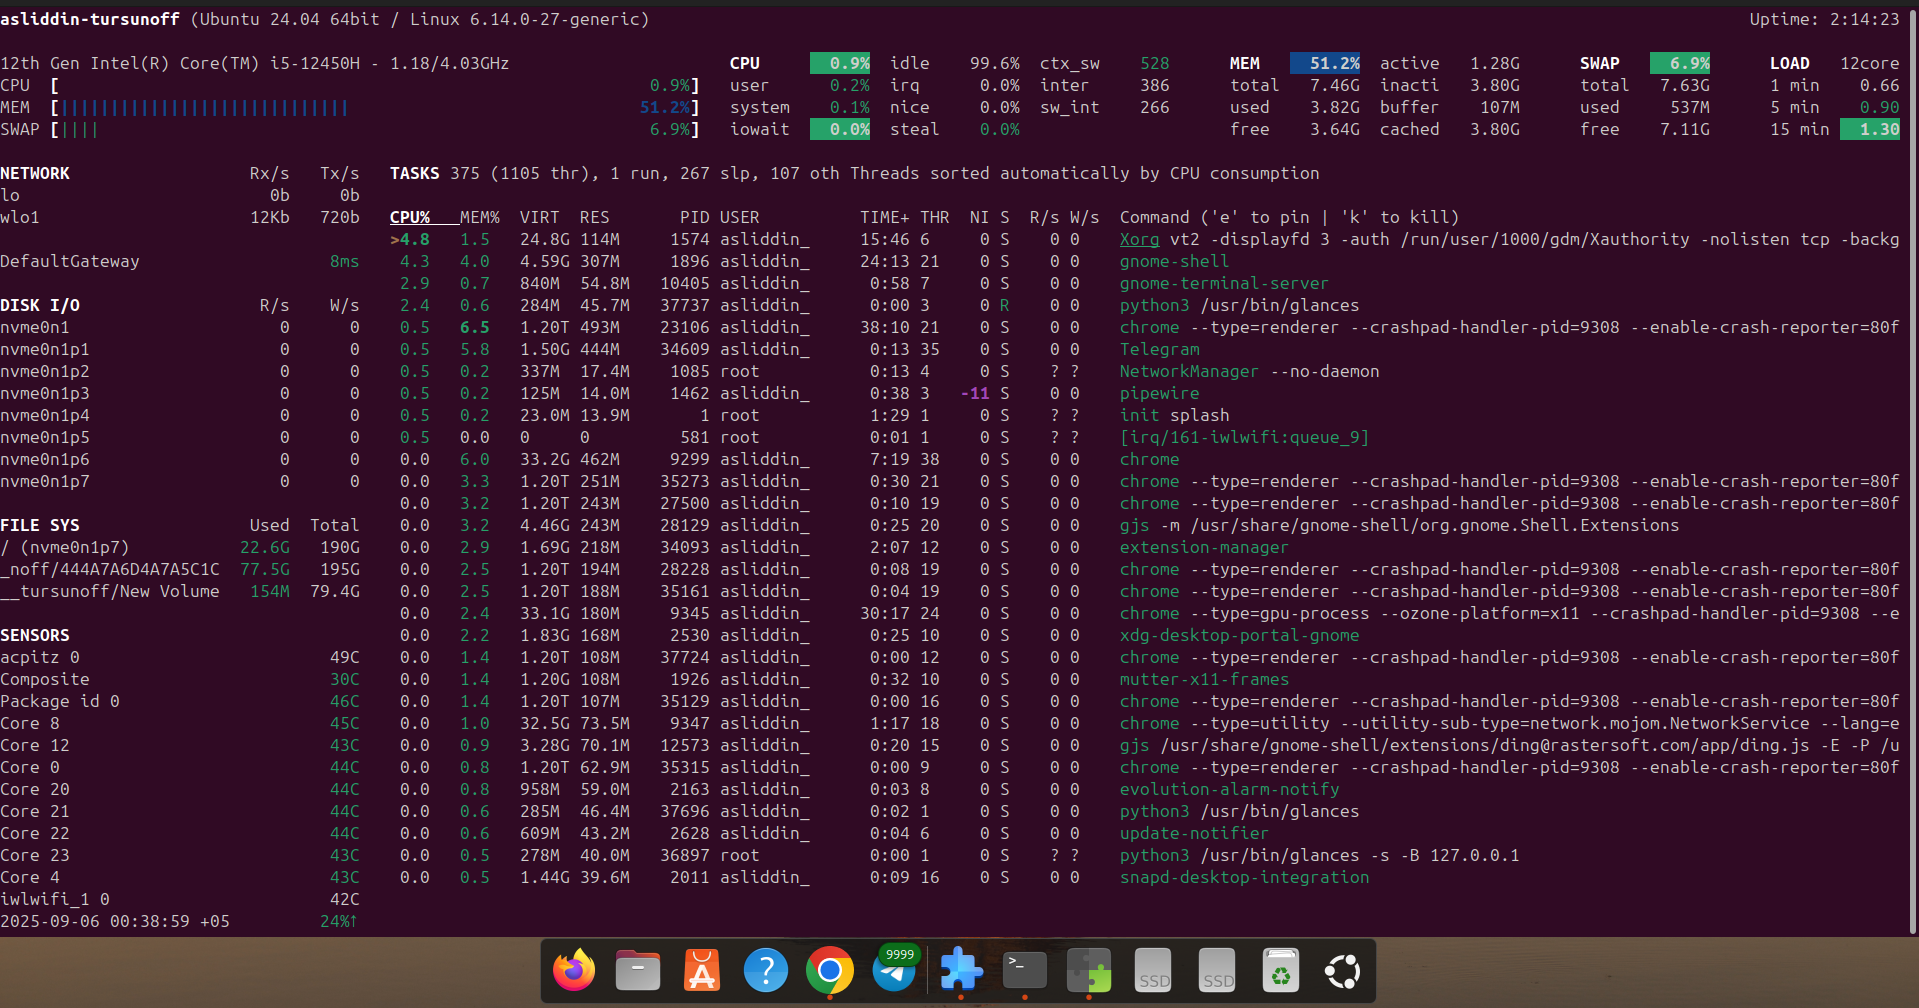 asliddin-tursunoff (Ubuntu 24.04 64bit / Linux 6.14.0-27-generic) Uptime: 2:14:23
12th Gen Intel(R) Core(TM) i5-12450H - 1.18/4.03GHz CPU 0.9% idle 99.6% ctx_sw 528 MEM 51.2% active 1.28G SWAP 6.9% LOAD 12core
CPU [ 0.9%] user 0.2% irq 0.0% inter 386 total 7.46G inacti 3.80G total 7.63G 1 min 0.66
MEM [||||||||||||||||||||||||||||| 51.2%] system 0.1% nice 0.0% sw_int 266 used 3.82G buffer 107M used 537M 5 min 0.90
SWAP [|||| 6.9%] iowait 0.0% steal 0.0% free 3.64G cached 3.80G free 7.11G 15 min 1.30
NETWORK Rx/s Tx/s TASKS 375 (1105 thr), 1 run, 267 slp, 107 oth Threads sorted automatically by CPU consumption
lo 0b 0b
wlo1 12Kb 720b CPU% MEM% VIRT RES PID USER TIME+ THR NI S R/s W/s Command ('e' to pin | 'k' to kill)
>4.8 1.5 24.8G 114M 1574 asliddin_ 15:46 6 0 S 0 0 Xorg vt2 -displayfd 3 -auth /run/user/1000/gdm/Xauthority -nolisten tcp -backg
DefaultGateway 8ms 4.3 4.0 4.59G 307M 1896 asliddin_ 24:13 21 0 S 0 0 gnome-shell
2.9 0.7 840M 54.8M 10405 asliddin_ 0:58 7 0 S 0 0 gnome-terminal-server
DISK I/O R/s W/s 2.4 0.6 284M 45.7M 37737 asliddin_ 0:00 3 0 R 0 0 python3 /usr/bin/glances
nvme0n1 0 0 0.5 6.5 1.20T 493M 23106 asliddin_ 38:10 21 0 S 0 0 chrome --type=renderer --crashpad-handler-pid=9308 --enable-crash-reporter=80f
nvme0n1p1 0 0 0.5 5.8 1.50G 444M 34609 asliddin_ 0:13 35 0 S 0 0 Telegram
nvme0n1p2 0 0 0.5 0.2 337M 17.4M 1085 root 0:13 4 0 S ? ? NetworkManager --no-daemon
nvme0n1p3 0 0 0.5 0.2 125M 14.0M 1462 asliddin_ 0:38 3 -11 S 0 0 pipewire
nvme0n1p4 0 0 0.5 0.2 23.0M 13.9M 1 root 1:29 1 0 S ? ? init splash
nvme0n1p5 0 0 0.5 0.0 0 0 581 root 0:01 1 0 S ? ? [irq/161-iwlwifi:queue_9]
nvme0n1p6 0 0 0.0 6.0 33.2G 462M 9299 asliddin_ 7:19 38 0 S 0 0 chrome
nvme0n1p7 0 0 0.0 3.3 1.20T 251M 35273 asliddin_ 0:30 21 0 S 0 0 chrome --type=renderer --crashpad-handler-pid=9308 --enable-crash-reporter=80f
0.0 3.2 1.20T 243M 27500 asliddin_ 0:10 19 0 S 0 0 chrome --type=renderer --crashpad-handler-pid=9308 --enable-crash-reporter=80f
FILE SYS Used Total 0.0 3.2 4.46G 243M 28129 asliddin_ 0:25 20 0 S 0 0 gjs -m /usr/share/gnome-shell/org.gnome.Shell.Extensions
/ (nvme0n1p7) 22.6G 190G 0.0 2.9 1.69G 218M 34093 asliddin_ 2:07 12 0 S 0 0 extension-manager
_noff/444A7A6D4A7A5C1C 77.5G 195G 0.0 2.5 1.20T 194M 28228 asliddin_ 0:08 19 0 S 0 0 chrome --type=renderer --crashpad-handler-pid=9308 --enable-crash-reporter=80f
__tursunoff/New Volume 154M 79.4G 0.0 2.5 1.20T 188M 35161 asliddin_ 0:04 19 0 S 0 0 chrome --type=renderer --crashpad-handler-pid=9308 --enable-crash-reporter=80f
0.0 2.4 33.1G 180M 9345 asliddin_ 30:17 24 0 S 0 0 chrome --type=gpu-process --ozone-platform=x11 --crashpad-handler-pid=9308 --e
SENSORS 0.0 2.2 1.83G 168M 2530 asliddin_ 0:25 10 0 S 0 0 xdg-desktop-portal-gnome
acpitz 0 49C 0.0 1.4 1.20T 108M 37724 asliddin_ 0:00 12 0 S 0 0 chrome --type=renderer --crashpad-handler-pid=9308 --enable-crash-reporter=80f
Composite 30C 0.0 1.4 1.20G 108M 1926 asliddin_ 0:32 10 0 S 0 0 mutter-x11-frames
Package id 0 46C 0.0 1.4 1.20T 107M 35129 asliddin_ 0:00 16 0 S 0 0 chrome --type=renderer --crashpad-handler-pid=9308 --enable-crash-reporter=80f
Core 8 45C 0.0 1.0 32.5G 73.5M 9347 asliddin_ 1:17 18 0 S 0 0 chrome --type=utility --utility-sub-type=network.mojom.NetworkService --lang=e
Core 12 43C 0.0 0.9 3.28G 70.1M 12573 asliddin_ 0:20 15 0 S 0 0 gjs /usr/share/gnome-shell/extensions/ding@rastersoft.com/app/ding.js -E -P /u
Core 0 44C 0.0 0.8 1.20T 62.9M 35315 asliddin_ 0:00 9 0 S 0 0 chrome --type=renderer --crashpad-handler-pid=9308 --enable-crash-reporter=80f
Core 20 44C 0.0 0.8 958M 59.0M 2163 asliddin_ 0:03 8 0 S 0 0 evolution-alarm-notify
Core 21 44C 0.0 0.6 285M 46.4M 37696 asliddin_ 0:02 1 0 S 0 0 python3 /usr/bin/glances
Core 22 44C 0.0 0.6 609M 43.2M 2628 asliddin_ 0:04 6 0 S 0 0 update-notifier
Core 23 43C 0.0 0.5 278M 40.0M 36897 root 0:00 1 0 S ? ? python3 /usr/bin/glances -s -B 127.0.0.1
Core 4 43C 0.0 0.5 1.44G 39.6M 2011 asliddin_ 0:09 16 0 S 0 0 snapd-desktop-integration
iwlwifi_1 0 42C
2025-09-06 00:38:59 +05 24%↑
9999
SSD SSD